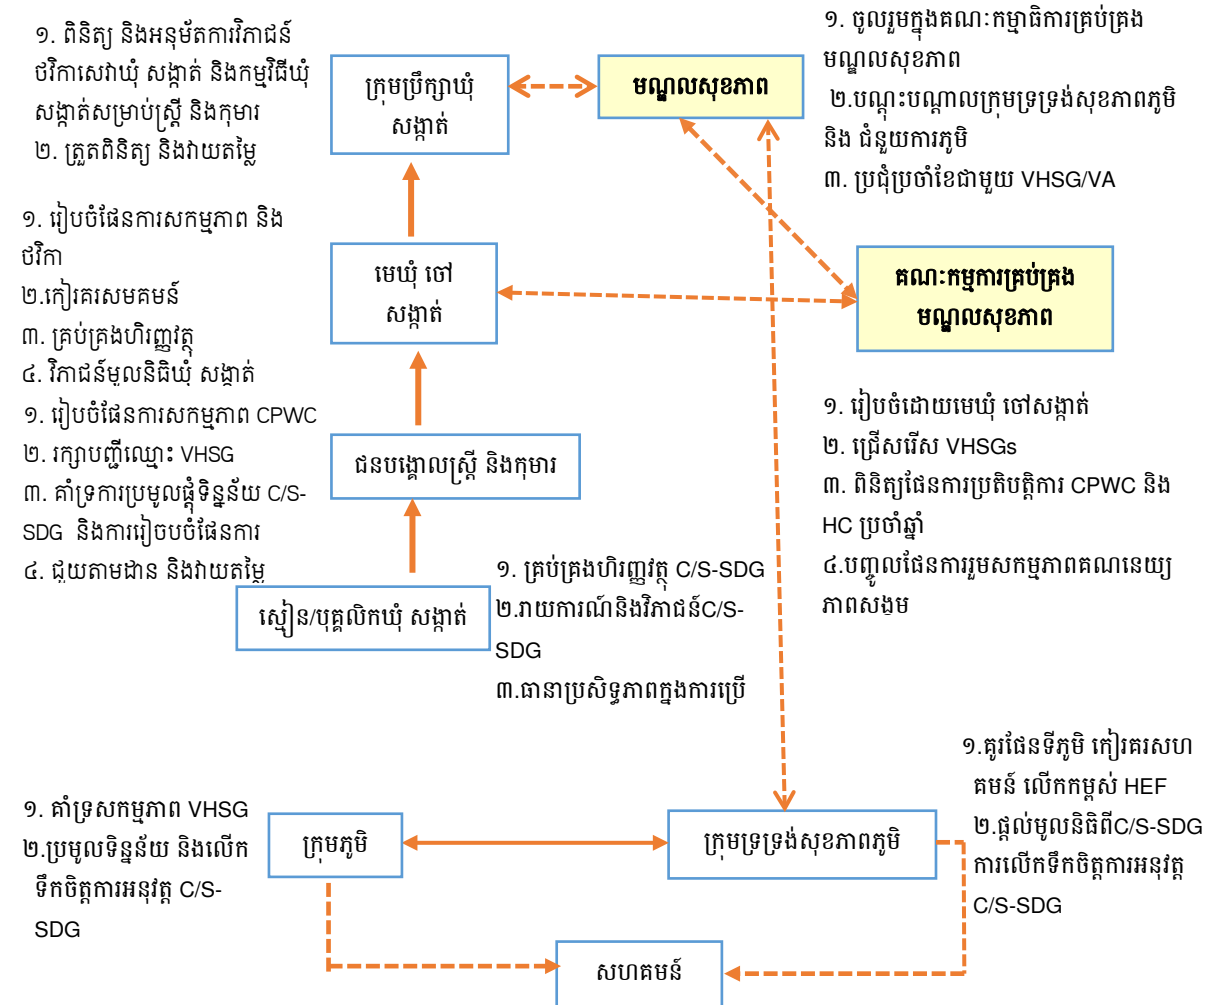 ១. ពិនិត្យ និងអនុម័តការវិភាជន៍
ថវិកាសេវាឃុំ សង្កាត់ និងកម្មវិធីឃុំ
សង្កាត់សម្រាប់ស្ត្រី និងកុមារ
២. ត្រួតពិនិត្យ និងវាយតម្លៃ
ក្រុមប្រឹក្សាឃុំ
សង្កាត់
មណ្ឌលសុខភាព
១. ចូលរួមក្នុងគណៈកម្មាធិការគ្រប់គ្រង
មណ្ឌលសុខភាព
២.បណ្តុះបណ្តាលក្រុមទ្រទ្រង់សុខភាពភូមិ
និង ជំនួយការភូមិ
៣. ប្រជុំប្រចាំខែជាមួយ VHSG/VA
១. រៀបចំផែនការសកម្មភាព និង
ថវិកា
២.កៀរគរសមគមន៍
៣. គ្រប់គ្រងហិរញ្ញវត្ថុ
៤. វិភាជន៍មូលនិធិឃុំ សង្កាត់
មេឃុំ ចៅ
សង្កាត់
គណៈកម្មការគ្រប់គ្រង
មណ្ឌលសុខភាព
១. រៀបចំផែនការសកម្មភាព CPWC
២. រក្សាបញ្ជីឈ្មោះ VHSG
៣. គាំទ្រការប្រមូលផ្តុំទិន្នន័យ C/S-
SDG និងការរៀចបចំផែនការ
៤. ជួយតាមដាន និងវាយតម្លៃ
ជនបង្គោលស្ត្រី និងកុមារ
១. រៀបចំដោយមេឃុំ ចៅសង្កាត់
២. ជ្រើសរើស VHSGs
៣. ពិនិត្យផែនការប្រតិបត្តិការ CPWC និង
HC ប្រចាំឆ្នាំ
៤.បញ្ចូលផែនការរួមសកម្មភាពគណនេយ្យ
ភាពសង្គម
ស្មៀន/បុគ្គលិកឃុំ សង្កាត់
១. គ្រប់គ្រងហិរញ្ញវត្ថុ C/S-SDG
២.រាយការណ៍និងវិភាជន៍C/S-
SDG
៣.ធានាប្រសិទ្ធភាពក្នុងការប្រើ
១. គាំទ្រសកម្មភាព VHSG
២.ប្រមូលទិន្នន័យ និងលើក
ទឹកចិត្តការអនុវត្ត C/S-
SDG
ក្រុមភូមិ
ក្រុមទ្រទ្រង់សុខភាពភូមិ
១.គូរផែនទីភូមិ កៀរគរសហ
គមន៍ លើកកម្ពស់ HEF
២.ផ្តល់មូលនិធិពីC/S-SDG
ការលើកទឹកចិត្តការអនុវត្ត
C/S-SDG
សហគមន៍